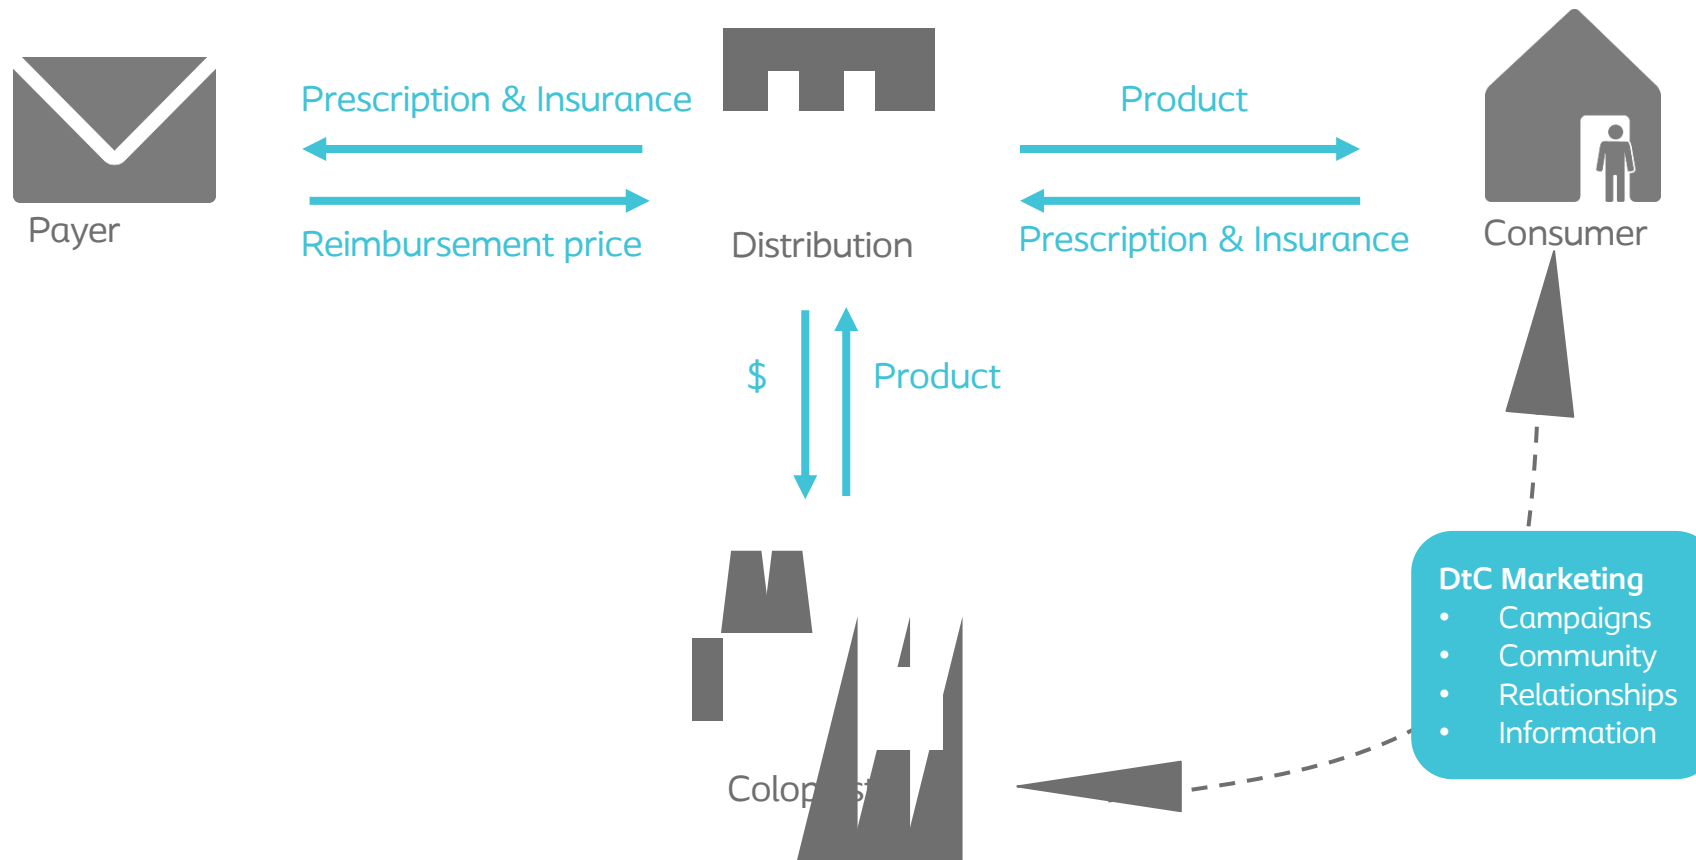 Prescription & Insurance
Product
Payer
Reimbursement price
Distribution
Prescription & Insurance
Consumer
$
Product
DtC Marketing
• Campaigns
• Community
• Relationships
• Information